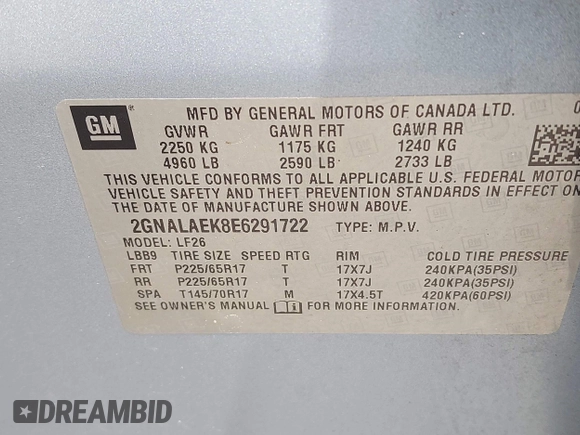 GM
MFD BY GENERAL MOTORS OF CANADA LTD. 0
GVWR GAWR FRT GAWR RR
2250 KG 1175 KG 1240 KG
4960 LB 2590 LB 2733 LB
THIS VEHICLE CONFORMS TO ALL APPLICABLE U.S. FEDERAL MOTOR
VEHICLE SAFETY AND THEFT PREVENTION STANDARDS IN EFFECT ON
THE DATE OF MANUFACTURE SHOWN ABOVE.
2GNALAEK8E6291722 TYPE: M.P.V.
MODEL: LF26
LBB9 TIRE SIZE SPEED RTG RIM COLD TIRE PRESSURE
FRT P225/65R17 T 17X7J 240KPA(35PSI)
RR P225/65R17 T 17X7J 240KPA(35PSI)
SPA T145/70R17 M 17X4.5T 420KPA(60PSI)
SEE OWNER'S MANUAL FOR MORE INFORMATION.
DREAMBID